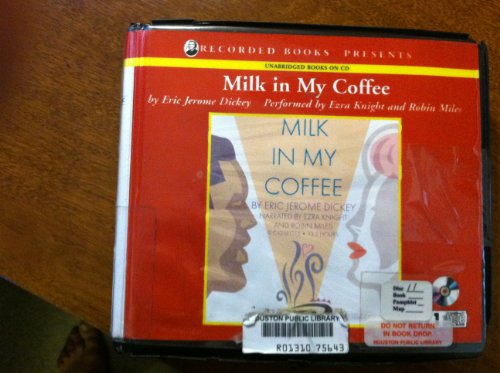 RECORDED BOOKS PRESENTS
UNABRIDGED BOOKS ON CD
Milk in My Coffee
by Eric Jerome Dickey Performed by Ezra Knight and Robin Miles
MILK
IN MY
COFFEE
BY ERIC JEROME DICKEY
NARRATED BY EZRA KNIGHT
AND ROBIN MILES
HOUSTON PUBLIC LIBRARY
R01310 75643
Disc 11
Book
Pamphlet
Map
DO NOT RETURN
IN BOOK DROP
HOUSTON PUBLIC LIBRARY